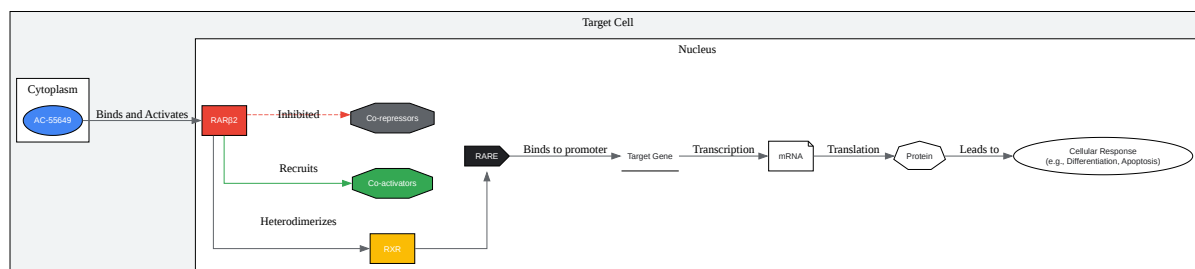 Target Cell
Nucleus
Cytoplasm
AC-55649
Binds and Activates
RARβ2
Inhibited
Co-repressors
Recruits
Co-activators
Heterodimerizes
RXR
RARE
Binds to promoter
Target Gene
Transcription
mRNA
Translation
Protein
Leads to
Cellular Response
(e.g., Differentiation, Apoptosis)